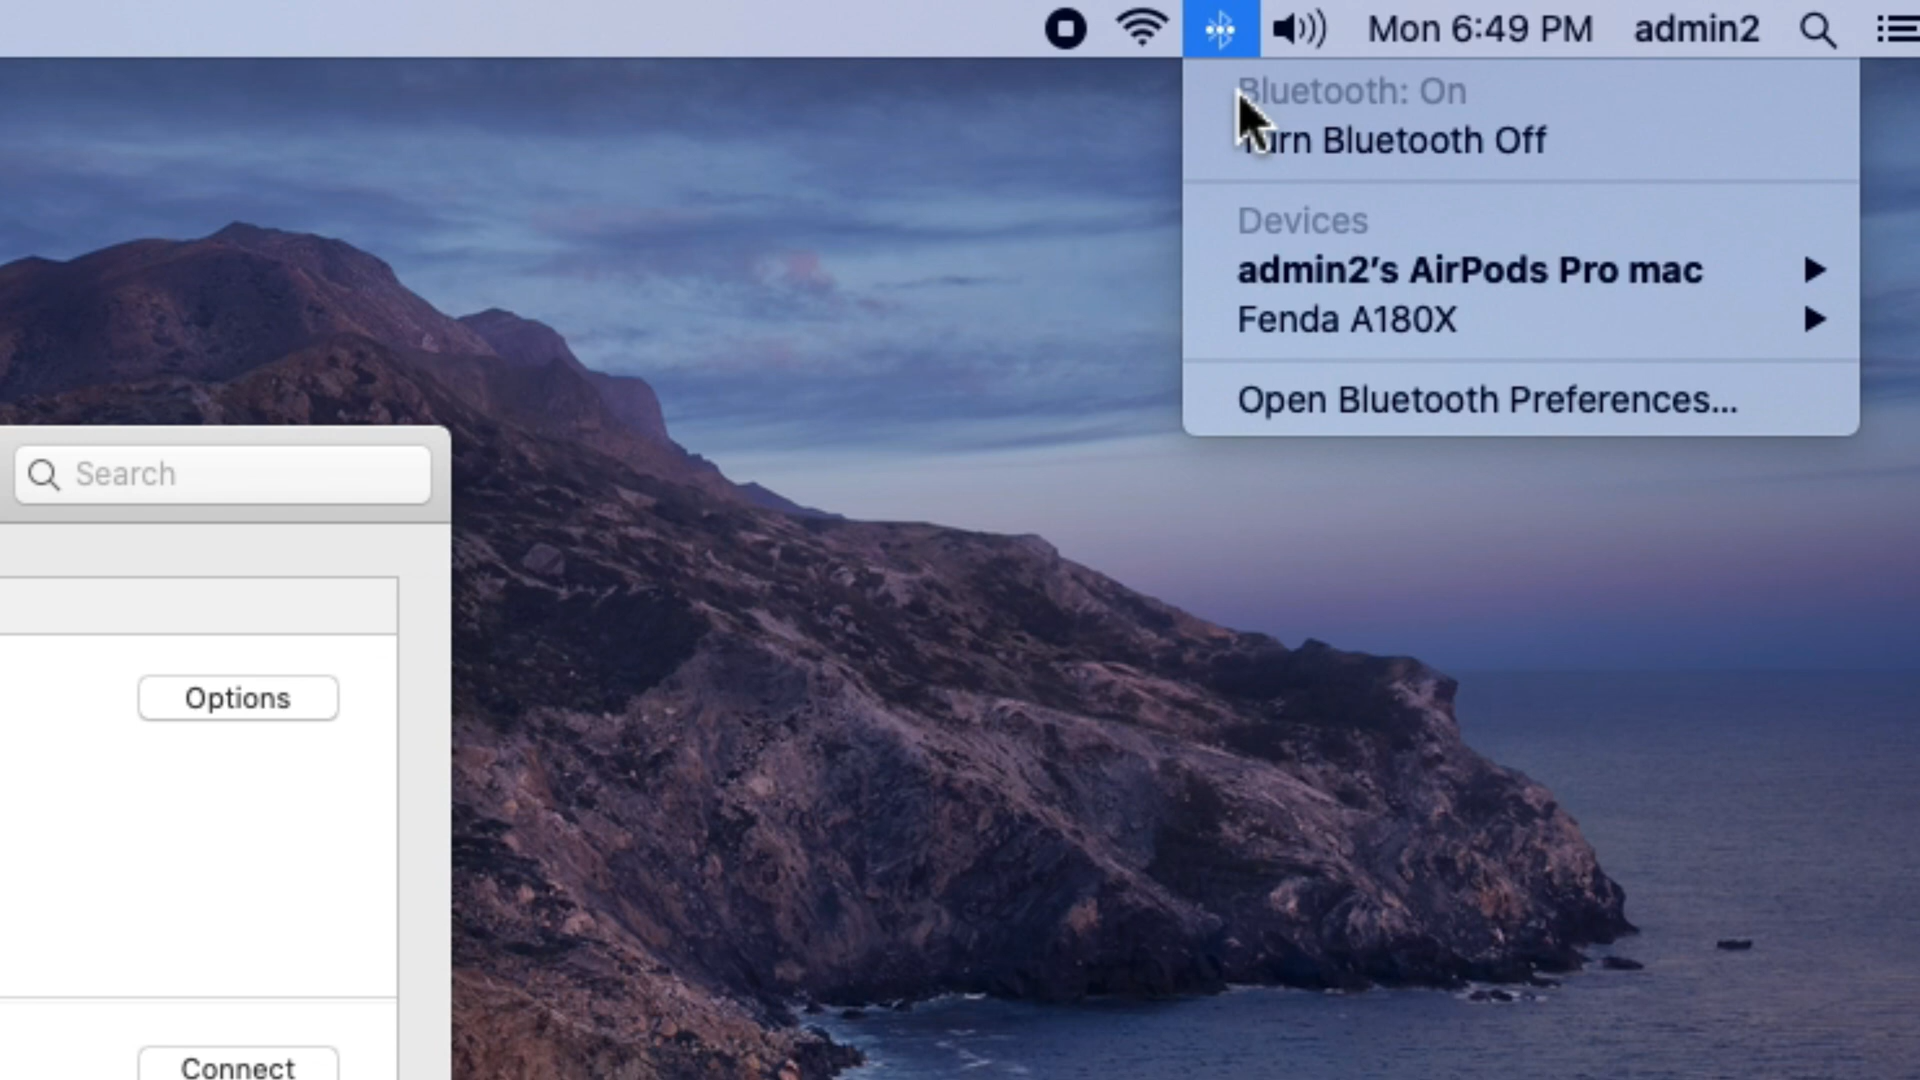 Mon 6:49 PM admin2
Bluetooth: On
Turn Bluetooth Off
Devices
admin2's AirPods Pro mac
Fenda A180X
Open Bluetooth Preferences...
Search
Options
Connect